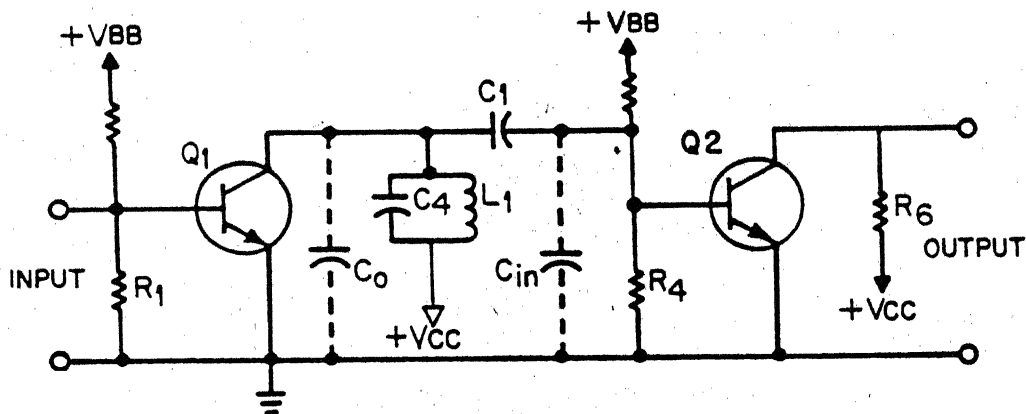 +VBB
+VBB
C1
Q1
Q2
C4
L1
R6
INPUT
R1
Co
Cin
R4
OUTPUT
+VCC
+VCC